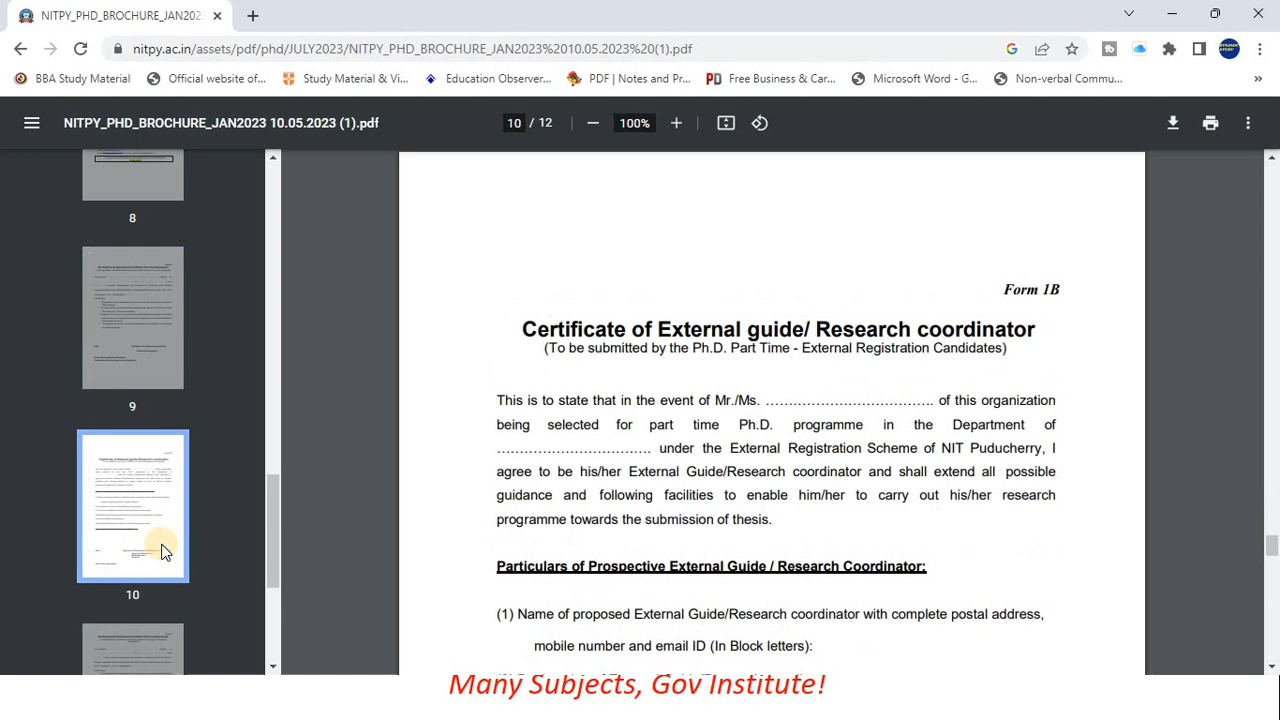 NITPY_PHD_BROCHURE_JAN202
nitpy.ac.in/assets/pdf/phd/JULY2023/NITPY_PHD_BROCHURE_JAN2023%2010.05.2023%20(1).pdf
BBA Study Material
Official website of...
Study Material & Vi...
Education Observer...
PDF | Notes and Pr...
Free Business & Car...
Microsoft Word - G...
Non-verbal Commu...
NITPY_PHD_BROCHURE_JAN2023 10.05.2023 (1).pdf
10 / 12
100%
8
9
10
Form 1B
Certificate of External guide/ Research coordinator
(To be submitted by the Ph.D. Part Time - External Registration Candidates)
This is to state that in the event of Mr./Ms. ……………………………….. of this organization
being selected for part time Ph.D. programme in the Department of
………………………….. under the External Registration Scheme of NIT Puducherry, I
agree to be his/her External Guide/Research coordinator and shall extend all possible
guidance and following facilities to enable him/her to carry out his/her research
programme towards the submission of thesis.
Particulars of Prospective External Guide / Research Coordinator:
(1) Name of proposed External Guide/Research coordinator with complete postal address,
mobile number and email ID (In Block letters):
Many Subjects, Gov Institute!